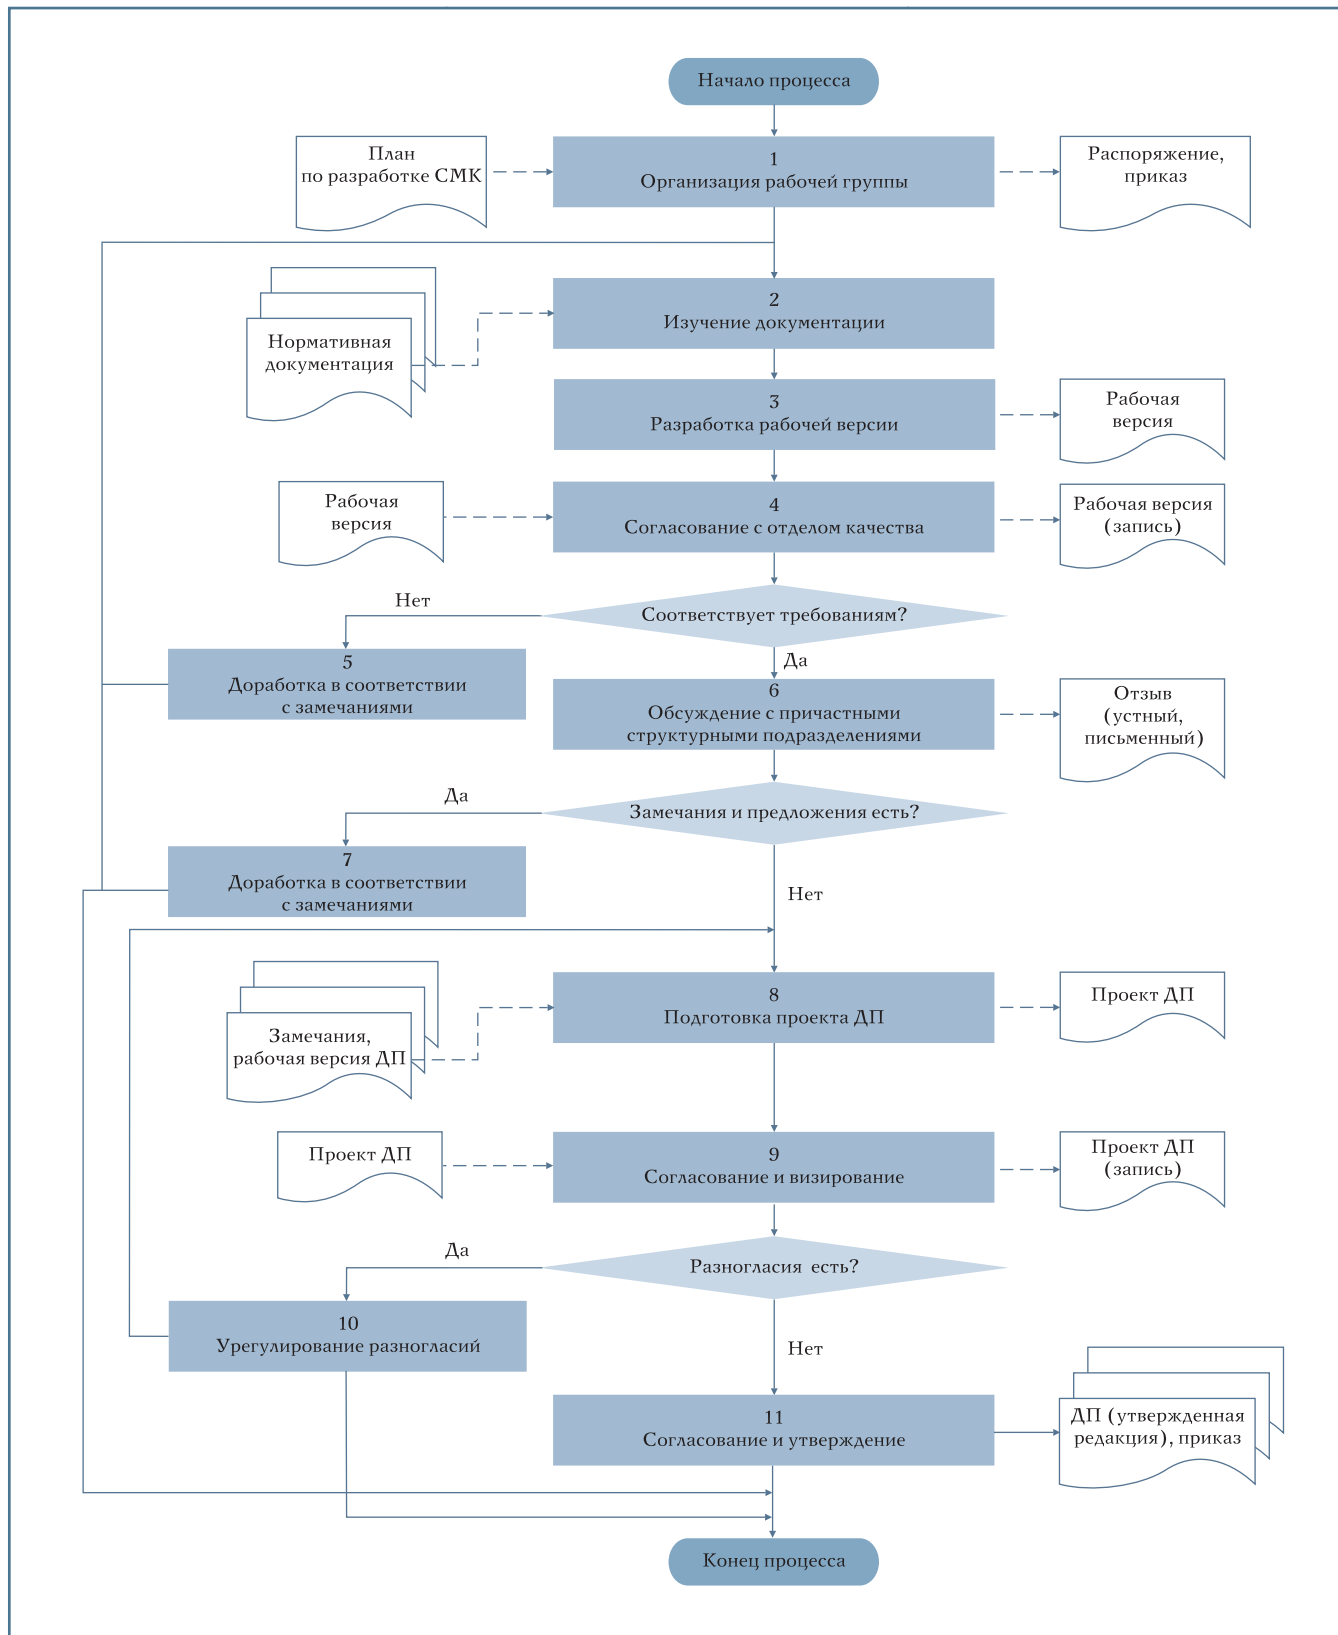 Начало процесса
План
по разработке СМК
1
Организация рабочей группы
Распоряжение,
приказ
Нормативная
документация
2
Изучение документации
3
Разработка рабочей версии
Рабочая
версия
Рабочая
версия
4
Согласование с отделом качества
Рабочая версия
(запись)
Соответствует требованиям?
Нет
Да
5
Доработка в соответствии
с замечаниями
6
Обсуждение с причастными
структурными подразделениями
Отзыв
(устный,
письменный)
Замечания и предложения есть?
Да
Нет
7
Доработка в соответствии
с замечаниями
Замечания,
рабочая версия ДП
8
Подготовка проекта ДП
Проект ДП
Проект ДП
9
Согласование и визирование
Проект ДП
(запись)
Разногласия есть?
Да
Нет
10
Урегулирование разногласий
11
Согласование и утверждение
ДП (утвержденная
редакция), приказ
Конец процесса